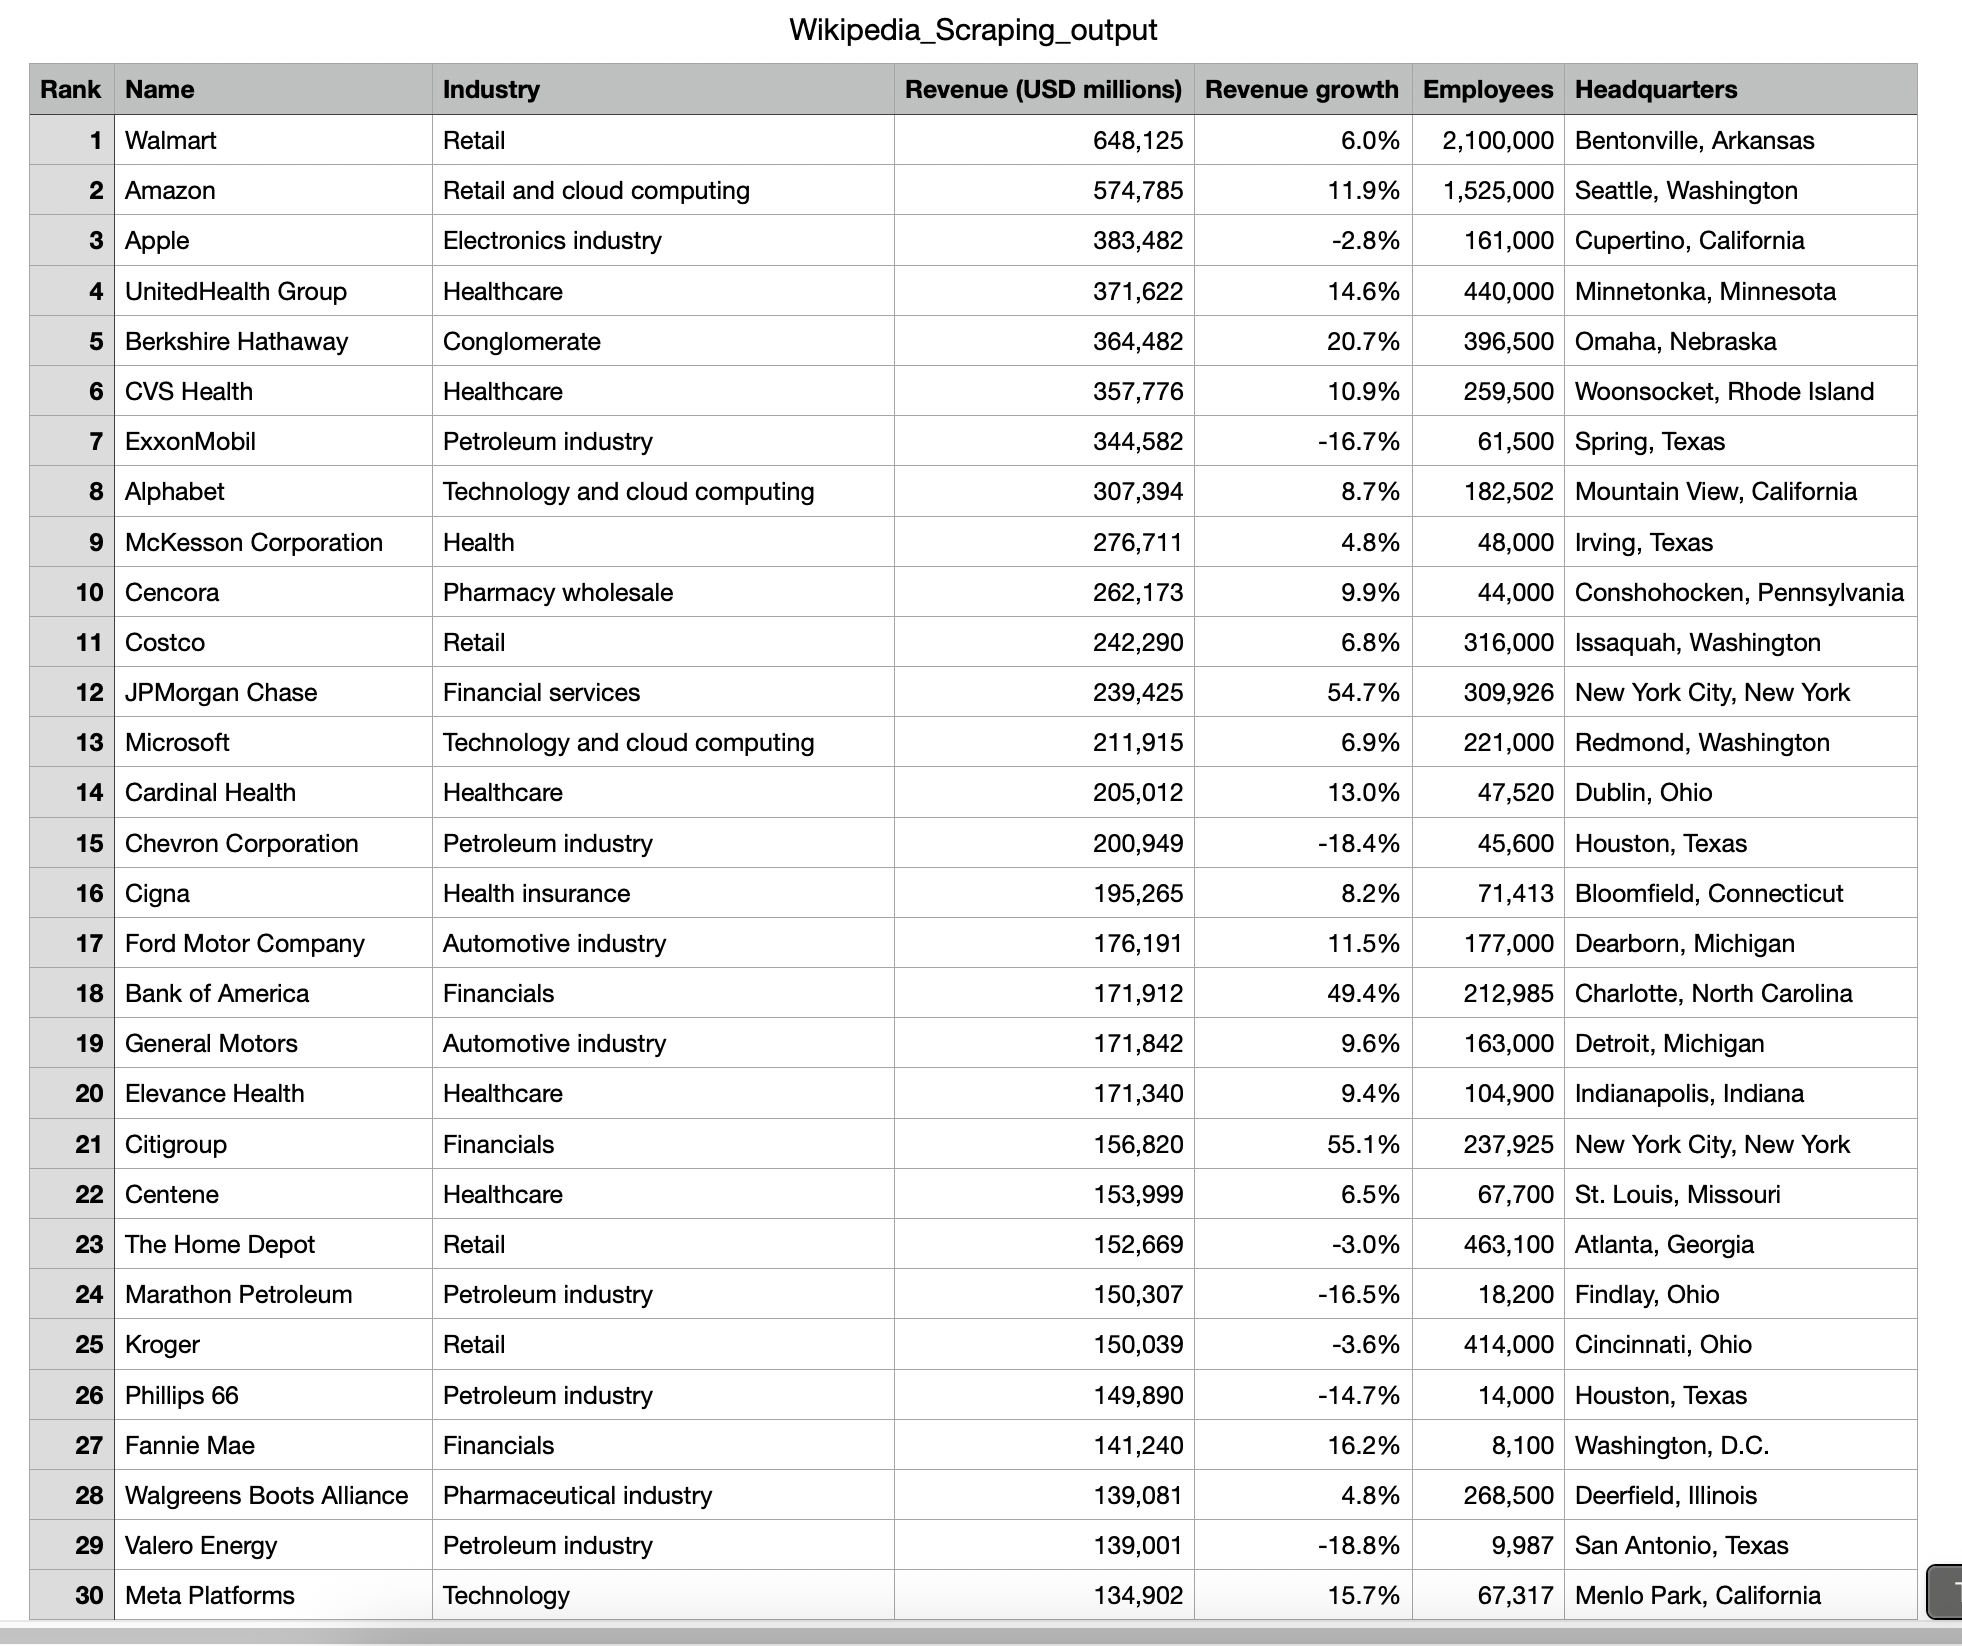 Wikipedia_Scraping_output
Rank Name Industry Revenue (USD millions) Revenue growth Employees Headquarters
1 Walmart Retail 648,125 6.0% 2,100,000 Bentonville, Arkansas
2 Amazon Retail and cloud computing 574,785 11.9% 1,525,000 Seattle, Washington
3 Apple Electronics industry 383,482 -2.8% 161,000 Cupertino, California
4 UnitedHealth Group Healthcare 371,622 14.6% 440,000 Minnetonka, Minnesota
5 Berkshire Hathaway Conglomerate 364,482 20.7% 396,500 Omaha, Nebraska
6 CVS Health Healthcare 357,776 10.9% 259,500 Woonsocket, Rhode Island
7 ExxonMobil Petroleum industry 344,582 -16.7% 61,500 Spring, Texas
8 Alphabet Technology and cloud computing 307,394 8.7% 182,502 Mountain View, California
9 McKesson Corporation Health 276,711 4.8% 48,000 Irving, Texas
10 Cencora Pharmacy wholesale 262,173 9.9% 44,000 Conshohocken, Pennsylvania
11 Costco Retail 242,290 6.8% 316,000 Issaquah, Washington
12 JPMorgan Chase Financial services 239,425 54.7% 309,926 New York City, New York
13 Microsoft Technology and cloud computing 211,915 6.9% 221,000 Redmond, Washington
14 Cardinal Health Healthcare 205,012 13.0% 47,520 Dublin, Ohio
15 Chevron Corporation Petroleum industry 200,949 -18.4% 45,600 Houston, Texas
16 Cigna Health insurance 195,265 8.2% 71,413 Bloomfield, Connecticut
17 Ford Motor Company Automotive industry 176,191 11.5% 177,000 Dearborn, Michigan
18 Bank of America Financials 171,912 49.4% 212,985 Charlotte, North Carolina
19 General Motors Automotive industry 171,842 9.6% 163,000 Detroit, Michigan
20 Elevance Health Healthcare 171,340 9.4% 104,900 Indianapolis, Indiana
21 Citigroup Financials 156,820 55.1% 237,925 New York City, New York
22 Centene Healthcare 153,999 6.5% 67,700 St. Louis, Missouri
23 The Home Depot Retail 152,669 -3.0% 463,100 Atlanta, Georgia
24 Marathon Petroleum Petroleum industry 150,307 -16.5% 18,200 Findlay, Ohio
25 Kroger Retail 150,039 -3.6% 414,000 Cincinnati, Ohio
26 Phillips 66 Petroleum industry 149,890 -14.7% 14,000 Houston, Texas
27 Fannie Mae Financials 141,240 16.2% 8,100 Washington, D.C.
28 Walgreens Boots Alliance Pharmaceutical industry 139,081 4.8% 268,500 Deerfield, Illinois
29 Valero Energy Petroleum industry 139,001 -18.8% 9,987 San Antonio, Texas
30 Meta Platforms Technology 134,902 15.7% 67,317 Menlo Park, California